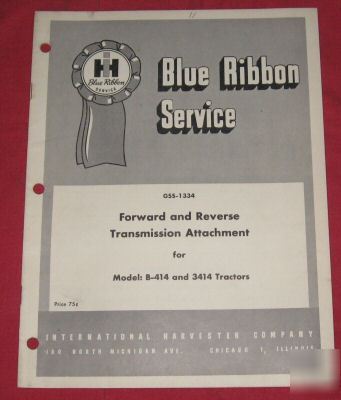 IH
Blue Ribbon
SERVICE
Blue Ribbon
Service
GSS-1334
Forward and Reverse
Transmission Attachment
for
Model: B-414 and 3414 Tractors
Price 75¢
INTERNATIONAL HARVESTER COMPANY
180 NORTH MICHIGAN AVE. CHICAGO 1, ILLINOIS